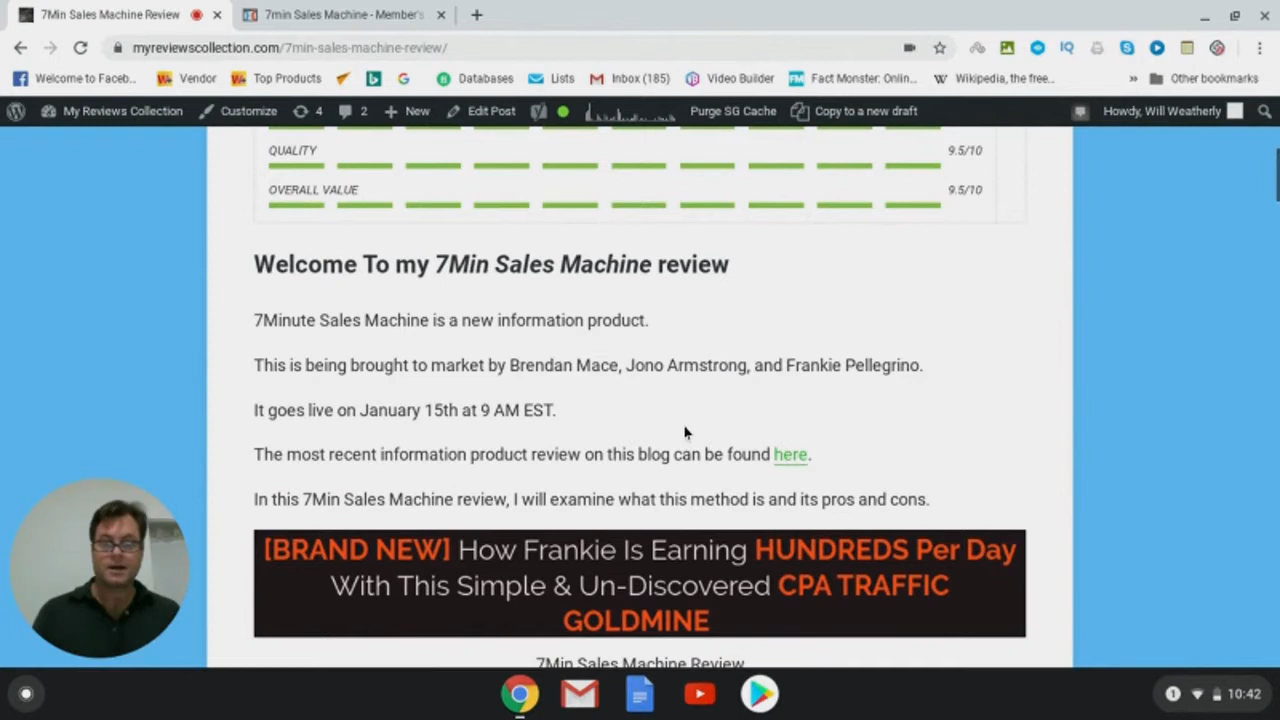 7Min Sales Machine Review
7min Sales Machine - Member's
myreviewscollection.com/7min-sales-machine-review/
IQ
Welcome to Faceb...
Vendor
Top Products
Databases
Lists
Inbox (185)
Video Builder
Fact Monster: Onlin...
Wikipedia, the free...
» Other bookmarks
My Reviews Collection
Customize
4
2
New
Edit Post
Purge SG Cache
Copy to a new draft
Howdy, Will Weatherly
QUALITY
9.5/10
OVERALL VALUE
9.5/10
Welcome To my 7Min Sales Machine review
7Minute Sales Machine is a new information product.
This is being brought to market by Brendan Mace, Jono Armstrong, and Frankie Pellegrino.
It goes live on January 15th at 9 AM EST.
The most recent information product review on this blog can be found here.
In this 7Min Sales Machine review, I will examine what this method is and its pros and cons.
[BRAND NEW] How Frankie Is Earning HUNDREDS Per Day
With This Simple & Un-Discovered CPA TRAFFIC
GOLDMINE
7Min Sales Machine Review
1
10:42